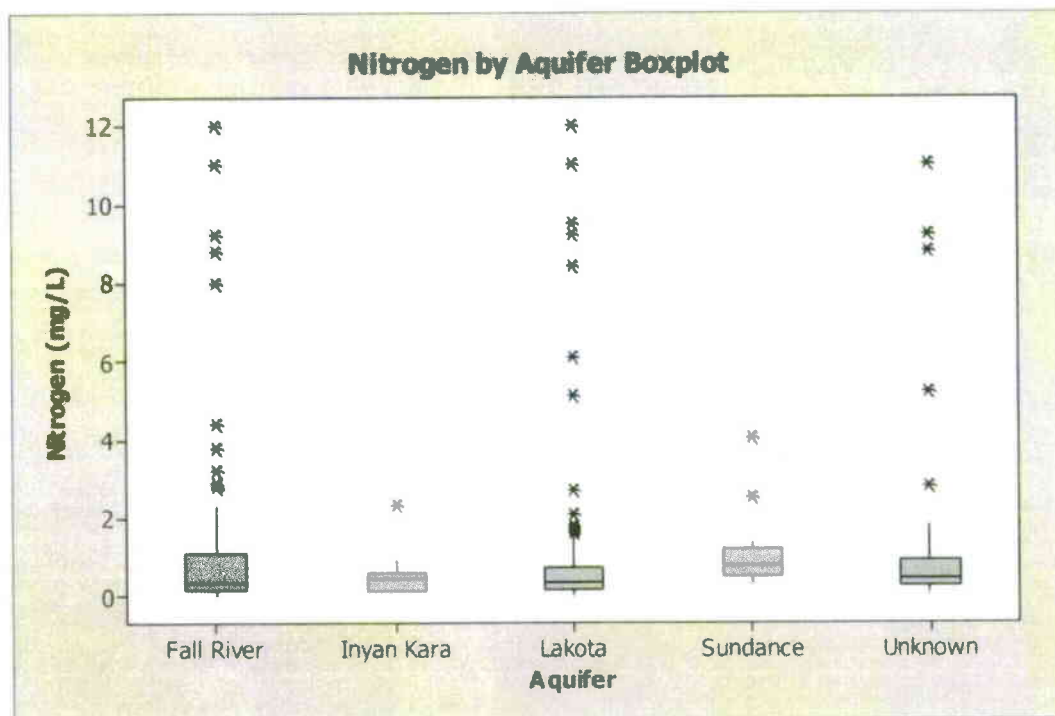 Nitrogen by Aquifer Boxplot
Nitrogen (mg/L)
12
10
8
6
4
2
0
Fall River Inyan Kara Lakota Sundance Unknown
Aquifer